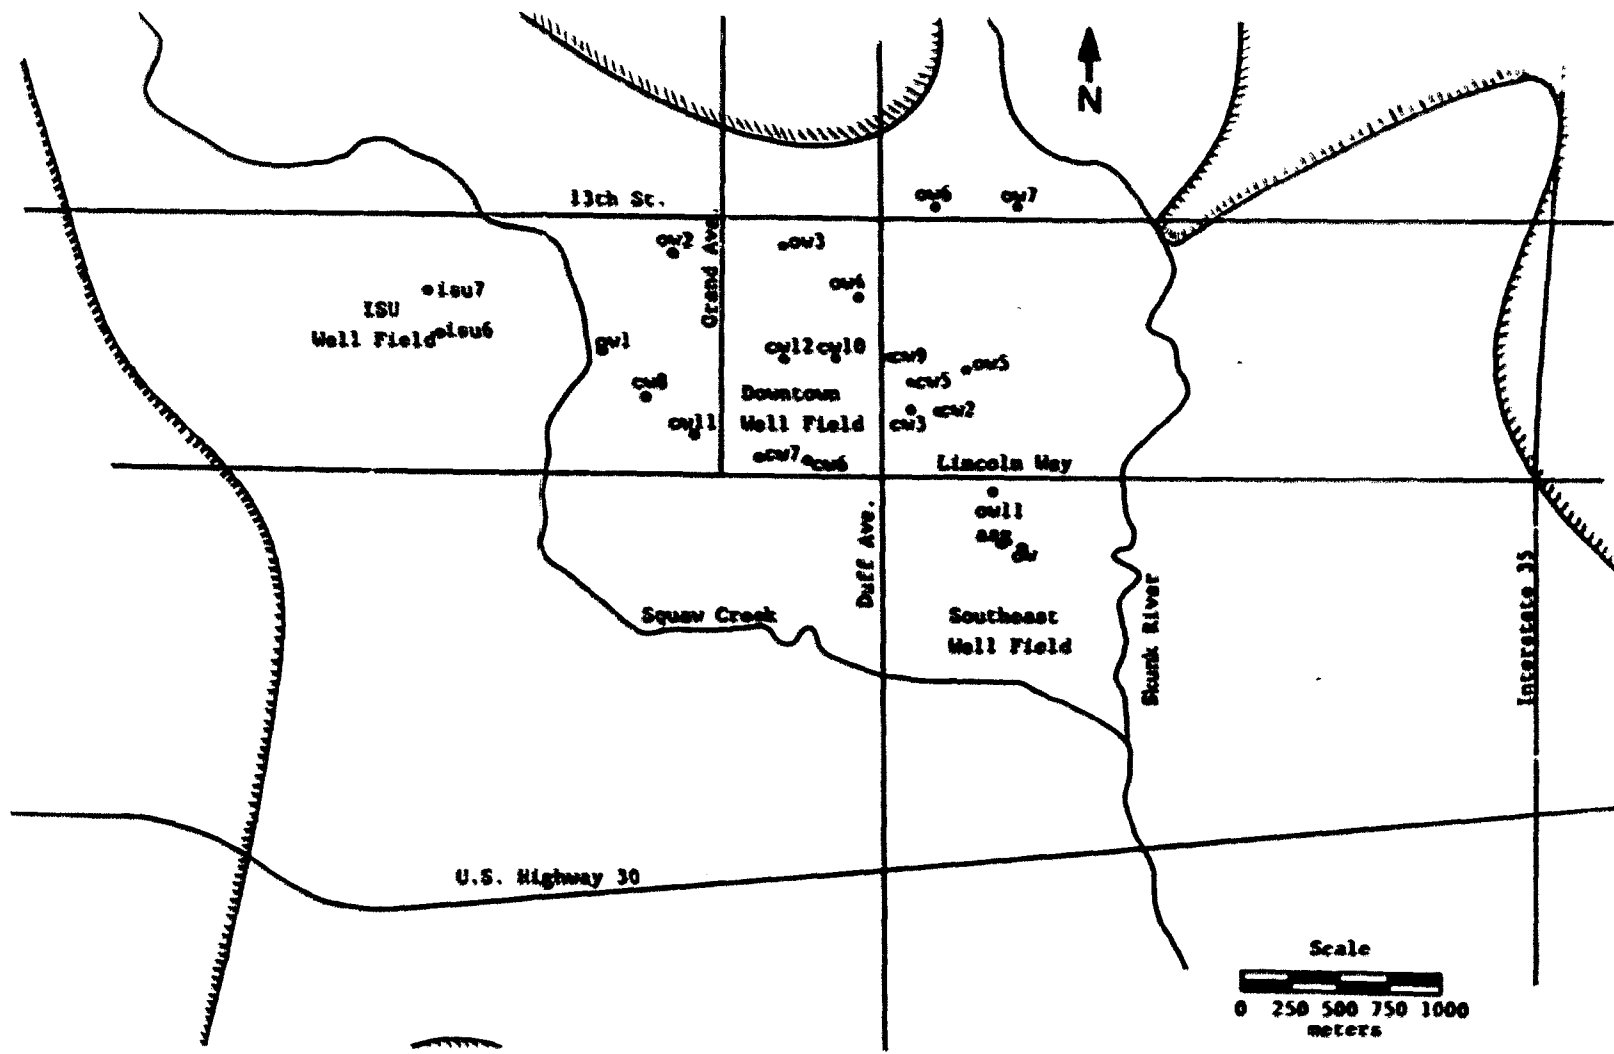 N
13th St.
ow6
ow7
ow2
ow3
Grand Ave.
ow4
isu7
ISU
Well Field
isu6
gw1
cw12
cw10
cw9
ow5
cw8
cw5
Downtown
Well Field
cw2
cw3
cw11
cw7
cw6
Lincoln Way
ow11
ow
Duff Ave.
Squaw Creek
Southeast
Well Field
Skunk River
Interstate 35
U.S. Highway 30
Scale
0 250 500 750 1000
meters